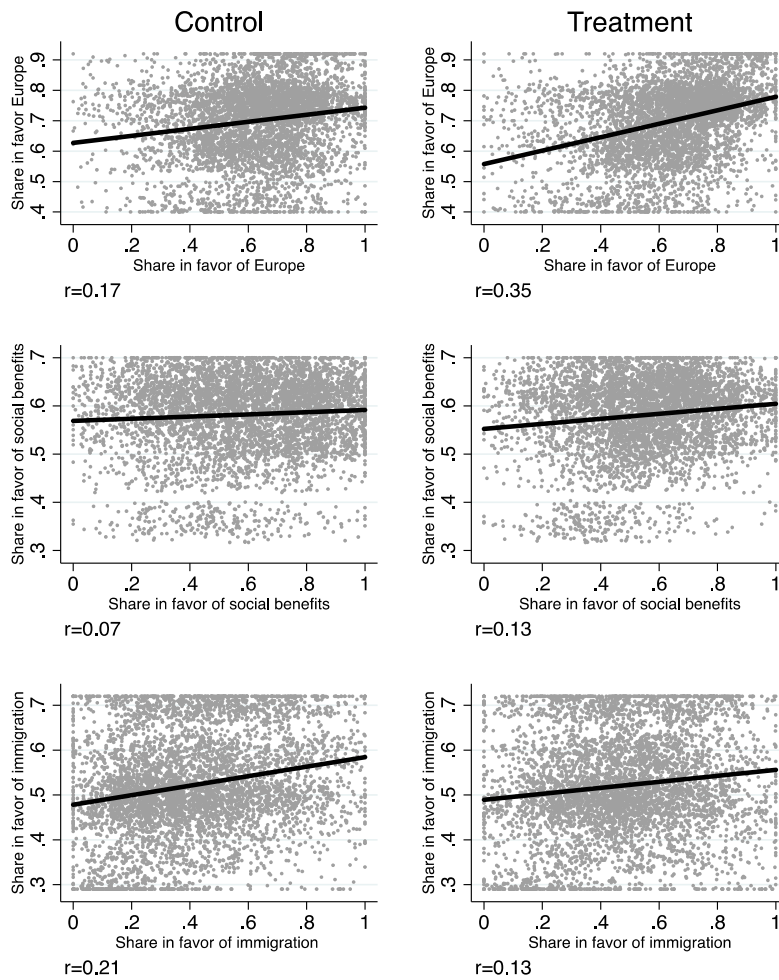 Control Treatment
Share in favor Europe
.9
.8
.7
.6
.5
.4
0 .2 .4 .6 .8 1
Share in favor of Europe
r=0.17
Share in favor of Europe
.9
.8
.7
.6
.5
.4
0 .2 .4 .6 .8 1
Share in favor of Europe
r=0.35
Share in favor of social benefits
.7
.6
.5
.4
.3
0 .2 .4 .6 .8 1
Share in favor of social benefits
r=0.07
Share in favor of social benefits
.7
.6
.5
.4
.3
0 .2 .4 .6 .8 1
Share in favor of social benefits
r=0.13
Share in favor of immigration
.7
.6
.5
.4
.3
0 .2 .4 .6 .8 1
Share in favor of immigration
r=0.21
Share in favor of immigration
.7
.6
.5
.4
.3
0 .2 .4 .6 .8 1
Share in favor of immigration
r=0.13